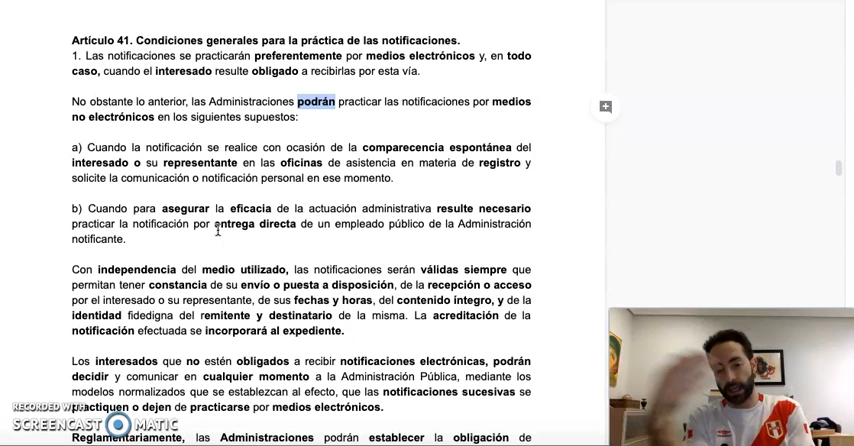 Artículo 41. Condiciones generales para la práctica de las notificaciones.
1. Las notificaciones se practicarán preferentemente por medios electrónicos y, en todo
caso, cuando el interesado resulte obligado a recibirlas por esta vía.
No obstante lo anterior, las Administraciones podrán practicar las notificaciones por medios
no electrónicos en los siguientes supuestos:
a) Cuando la notificación se realice con ocasión de la comparecencia espontánea del
interesado o su representante en las oficinas de asistencia en materia de registro y
solicite la comunicación o notificación personal en ese momento.
b) Cuando para asegurar la eficacia de la actuación administrativa resulte necesario
practicar la notificación por entrega directa de un empleado público de la Administración
notificante.
Con independencia del medio utilizado, las notificaciones serán válidas siempre que
permitan tener constancia de su envío o puesta a disposición, de la recepción o acceso
por el interesado o su representante, de sus fechas y horas, del contenido íntegro, y de la
identidad fidedigna del remitente y destinatario de la misma. La acreditación de la
notificación efectuada se incorporará al expediente.
Los interesados que no estén obligados a recibir notificaciones electrónicas, podrán
decidir y comunicar en cualquier momento a la Administración Pública, mediante los
modelos normalizados que se establezcan al efecto, que las notificaciones sucesivas se
practiquen o dejen de practicarse por medios electrónicos.
Reglamentariamente, las Administraciones podrán establecer la obligación de
RECORDED WITH
SCREENCAST MATIC